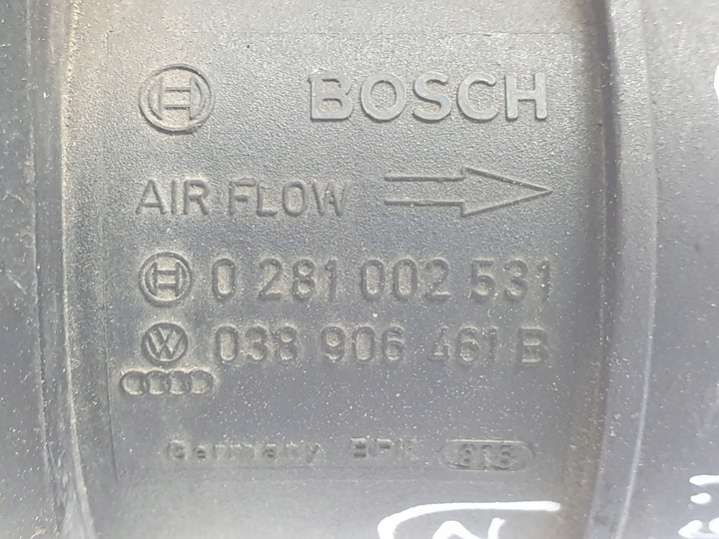 BOSCH
AIR FLOW
0 281 002 531
038 906 461 B
Germany